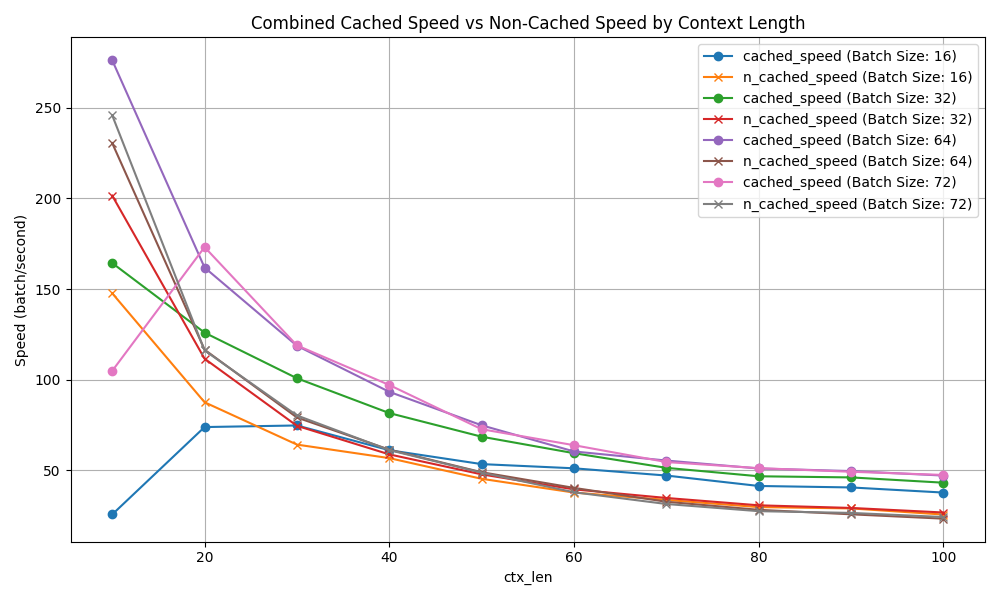 Combined Cached Speed vs Non-Cached Speed by Context Length
cached_speed (Batch Size: 16)
n_cached_speed (Batch Size: 16)
cached_speed (Batch Size: 32)
n_cached_speed (Batch Size: 32)
cached_speed (Batch Size: 64)
n_cached_speed (Batch Size: 64)
cached_speed (Batch Size: 72)
n_cached_speed (Batch Size: 72)
Speed (batch/second)
250
200
150
100
50
20 40 60 80 100
ctx_len